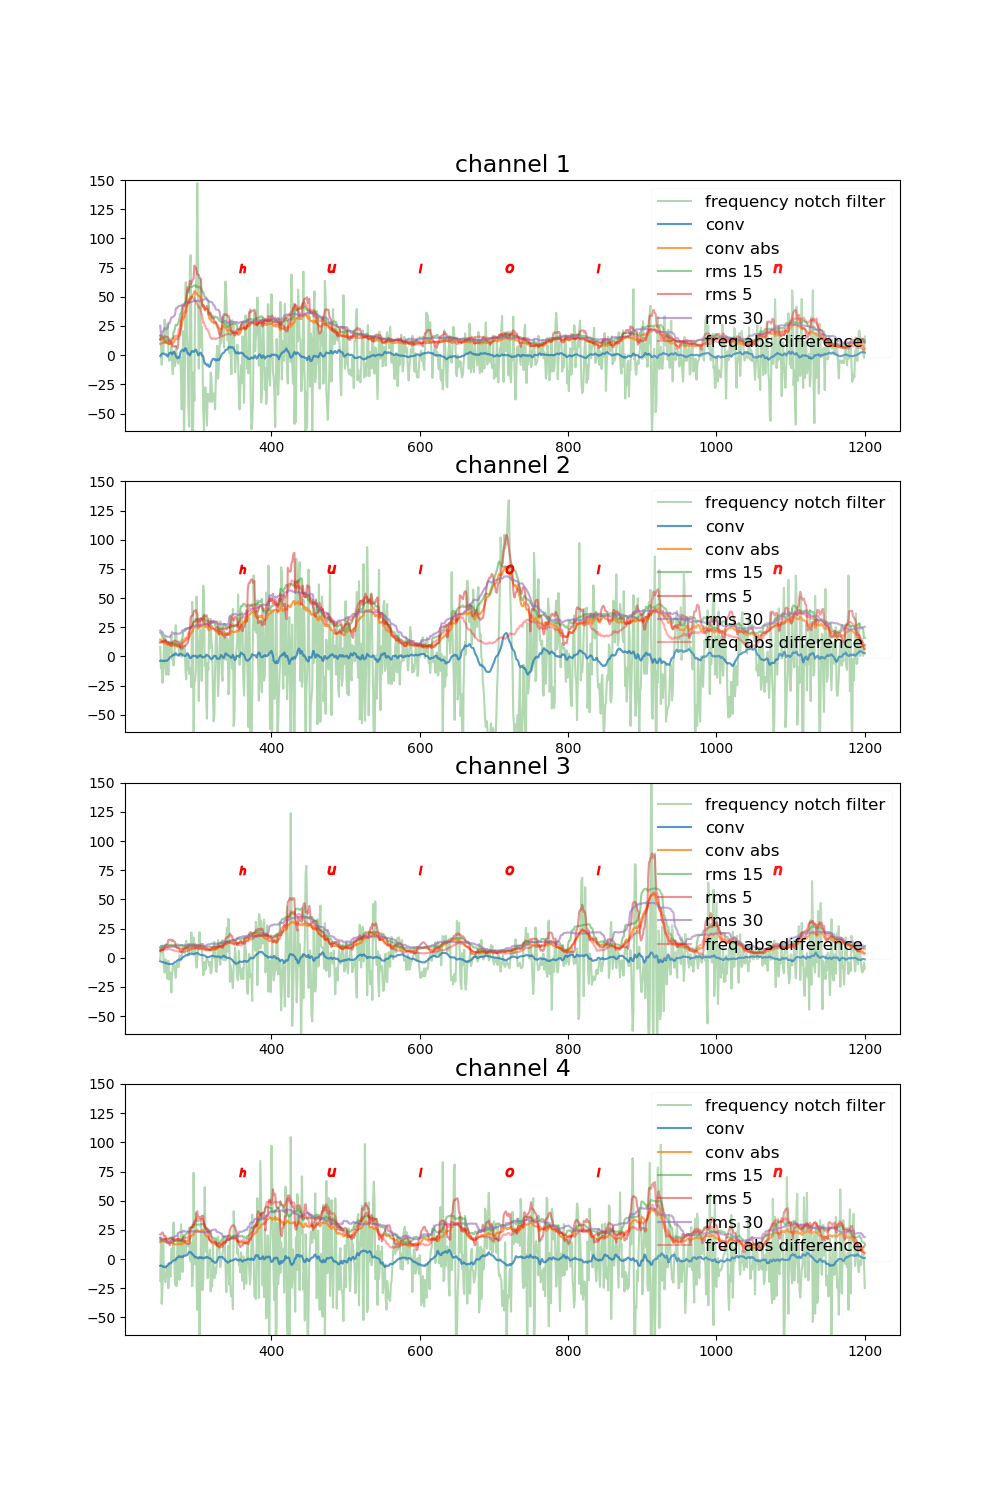 channel 1
150
125
100
75
50
25
0
−25
−50
h u l o l n
frequency notch filter
conv
conv abs
rms 15
rms 5
rms 30
freq abs difference
400 600 800 1000 1200
channel 2
150
125
100
75
50
25
0
−25
−50
h u l o l n
frequency notch filter
conv
conv abs
rms 15
rms 5
rms 30
freq abs difference
400 600 800 1000 1200
channel 3
150
125
100
75
50
25
0
−25
−50
h u l o l n
frequency notch filter
conv
conv abs
rms 15
rms 5
rms 30
freq abs difference
400 600 800 1000 1200
channel 4
150
125
100
75
50
25
0
−25
−50
h u l o l n
frequency notch filter
conv
conv abs
rms 15
rms 5
rms 30
freq abs difference
400 600 800 1000 1200